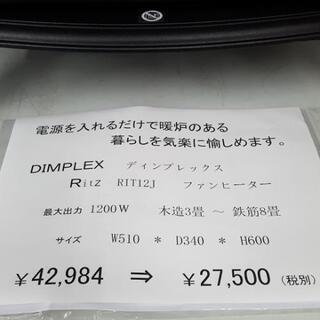 電源を入れるだけで暖炉のある
暮らしを気楽に愉しめます。
DIMPLEX ディンプレックス
Ritz RIT12J ファンヒーター
最大出力 1200W 木造3畳 ～ 鉄筋8畳
サイズ W510 * D340 * H600
￥42,984 ⇒ ￥27,500 (税別)